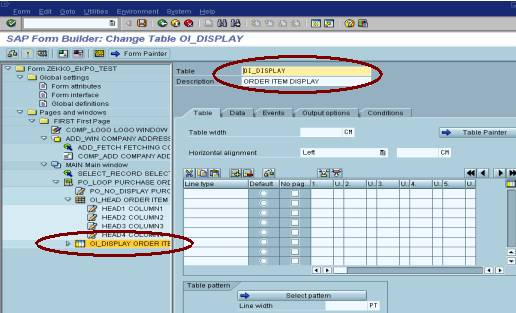 Form Edit Goto Utilities Environment System Help
SAP Form Builder: Change Table OI_DISPLAY
Form Painter
Form ZEKKO_EKPO_TEST
Global settings
Form attributes
Form interface
Global definitions
Pages and windows
FIRST First Page
COMP_LOGO LOGO WINDOW
ADD_WIN COMPANY ADDRESS
ADD_FETCH FETCHING CO
COMP_ADD COMPANY ADD
MAIN Main window
SELECT_RECORD SELECT
PO_LOOP PURCHASE ORD
PO_NO_DISPLAY PURC
OI_HEAD ORDER ITEM
HEAD1 COLUMN1
HEAD2 COLUMN2
HEAD3 COLUMN3
HEAD4 COLUMN4
OI_DISPLAY ORDER ITE
Table OI_DISPLAY
Description ORDER ITEM DISPLAY
Table Data Events Output options Conditions
Table width CM Table Painter
Horizontal alignment Left CM
Line type Default No pag. 1 U. 2. U. 3. U. 4. U. 5. U.
Table pattern
Select pattern
Line width PT